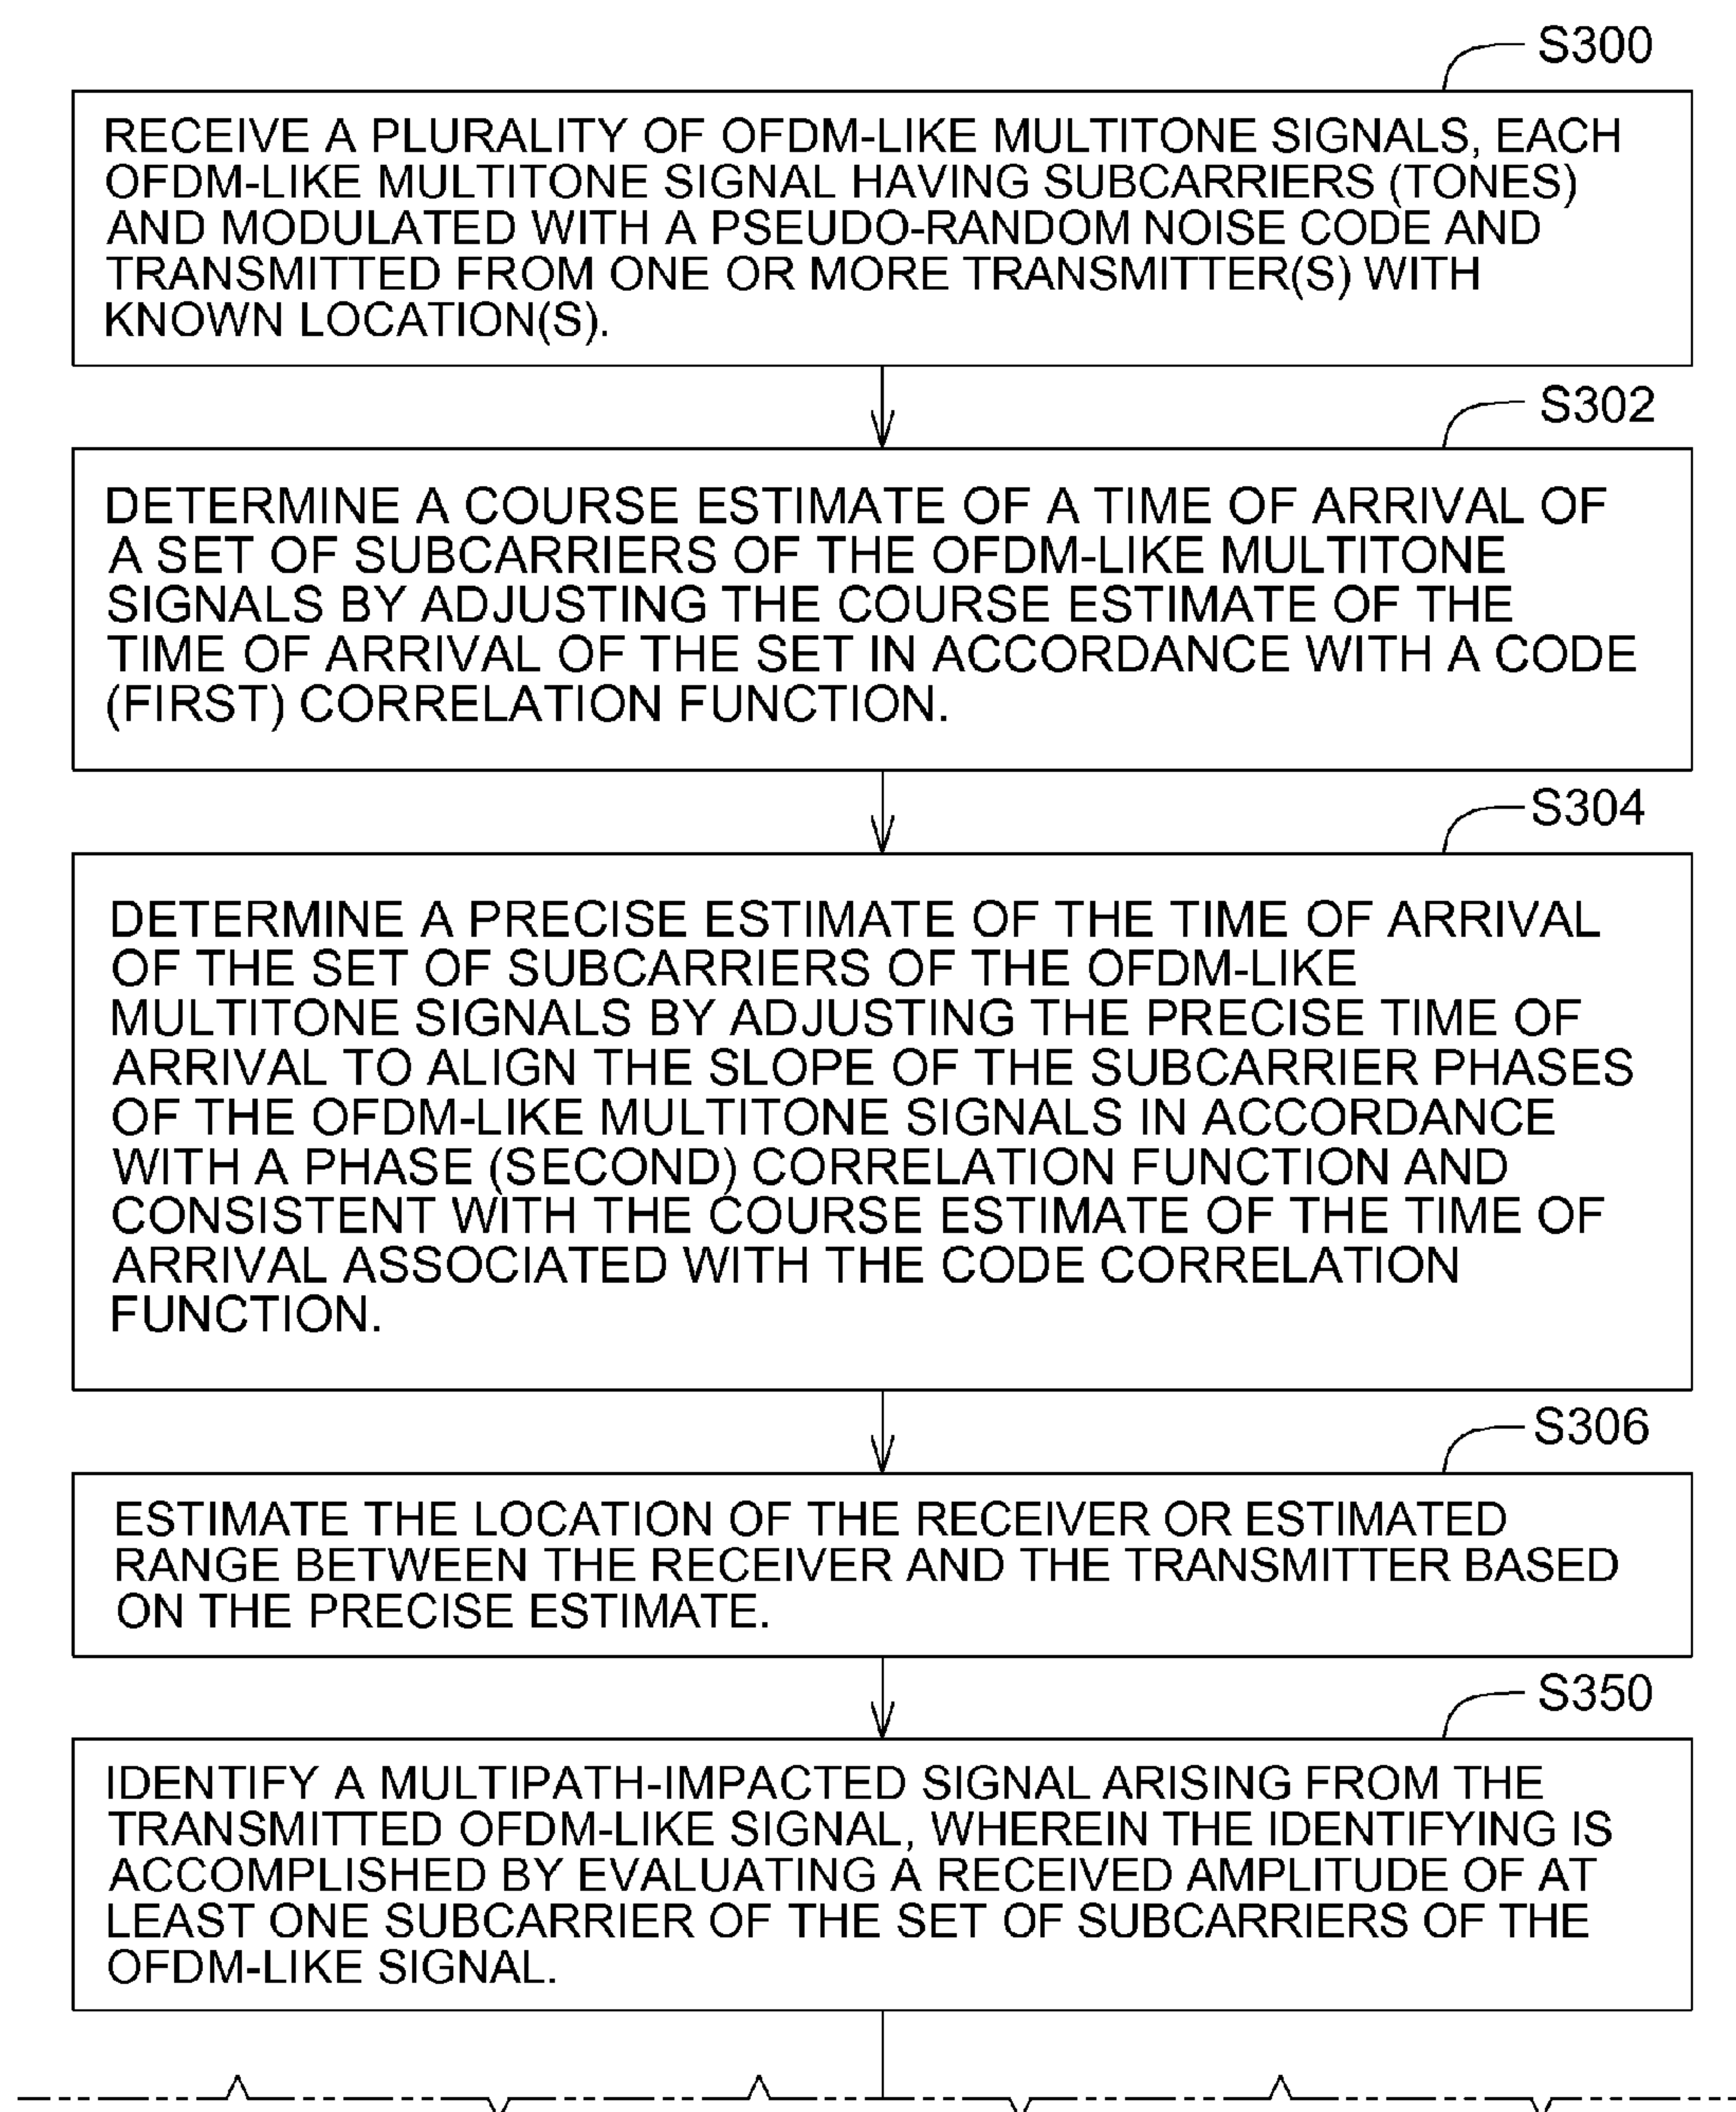 S300
RECEIVE A PLURALITY OF OFDM-LIKE MULTITONE SIGNALS, EACH
OFDM-LIKE MULTITONE SIGNAL HAVING SUBCARRIERS (TONES)
AND MODULATED WITH A PSEUDO-RANDOM NOISE CODE AND
TRANSMITTED FROM ONE OR MORE TRANSMITTER(S) WITH
KNOWN LOCATION(S).
S302
DETERMINE A COURSE ESTIMATE OF A TIME OF ARRIVAL OF
A SET OF SUBCARRIERS OF THE OFDM-LIKE MULTITONE
SIGNALS BY ADJUSTING THE COURSE ESTIMATE OF THE
TIME OF ARRIVAL OF THE SET IN ACCORDANCE WITH A CODE
(FIRST) CORRELATION FUNCTION.
S304
DETERMINE A PRECISE ESTIMATE OF THE TIME OF ARRIVAL
OF THE SET OF SUBCARRIERS OF THE OFDM-LIKE
MULTITONE SIGNALS BY ADJUSTING THE PRECISE TIME OF
ARRIVAL TO ALIGN THE SLOPE OF THE SUBCARRIER PHASES
OF THE OFDM-LIKE MULTITONE SIGNALS IN ACCORDANCE
WITH A PHASE (SECOND) CORRELATION FUNCTION AND
CONSISTENT WITH THE COURSE ESTIMATE OF THE TIME OF
ARRIVAL ASSOCIATED WITH THE CODE CORRELATION
FUNCTION.
S306
ESTIMATE THE LOCATION OF THE RECEIVER OR ESTIMATED
RANGE BETWEEN THE RECEIVER AND THE TRANSMITTER BASED
ON THE PRECISE ESTIMATE.
S350
IDENTIFY A MULTIPATH-IMPACTED SIGNAL ARISING FROM THE
TRANSMITTED OFDM-LIKE SIGNAL, WHEREIN THE IDENTIFYING IS
ACCOMPLISHED BY EVALUATING A RECEIVED AMPLITUDE OF AT
LEAST ONE SUBCARRIER OF THE SET OF SUBCARRIERS OF THE
OFDM-LIKE SIGNAL.